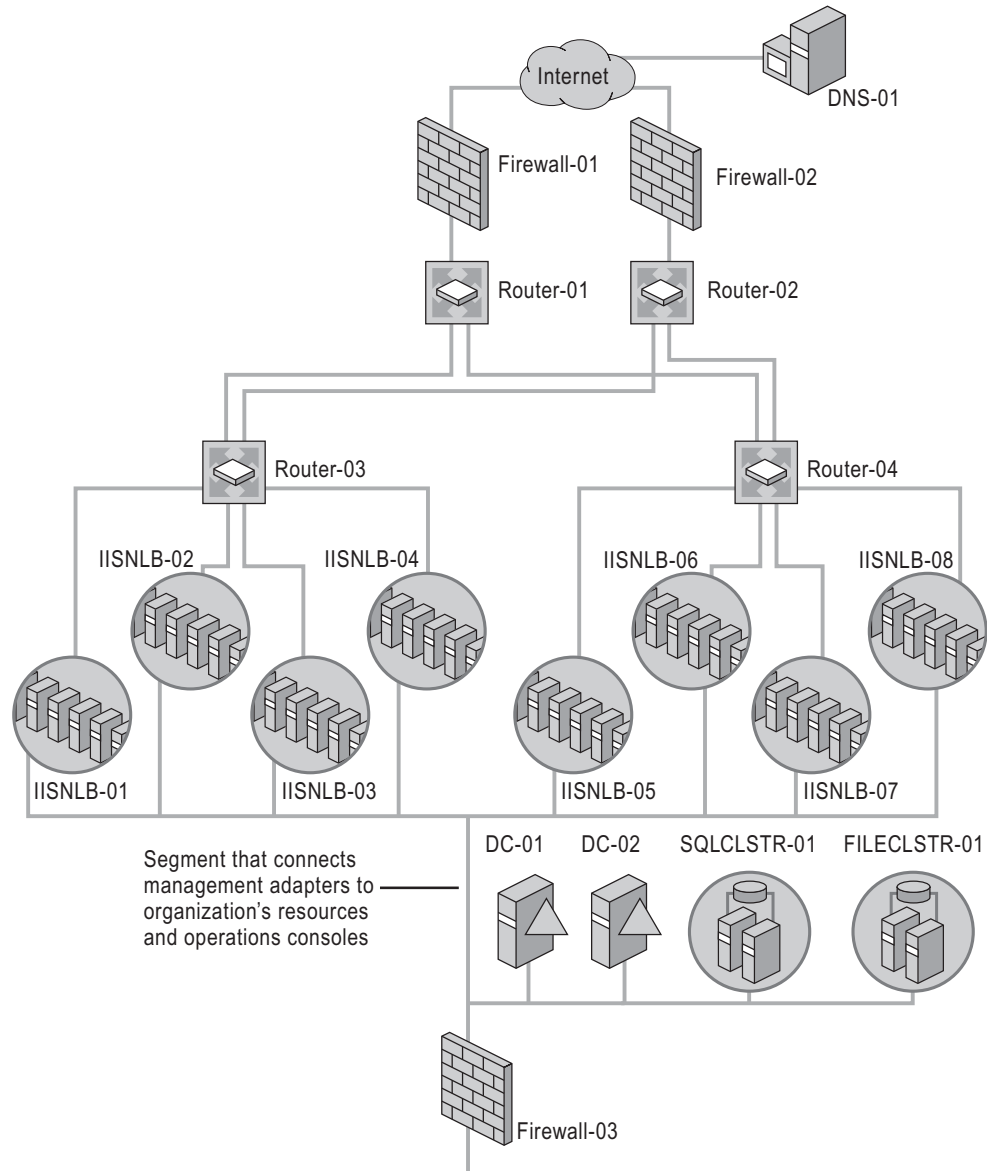 Internet
DNS-01
Firewall-01
Firewall-02
Router-01
Router-02
Router-03
Router-04
IISNLB-02
IISNLB-04
IISNLB-06
IISNLB-08
IISNLB-01
IISNLB-03
IISNLB-05
IISNLB-07
Segment that connects
management adapters to
organization's resources
and operations consoles
DC-01
DC-02
SQLCLSTR-01
FILECLSTR-01
Firewall-03